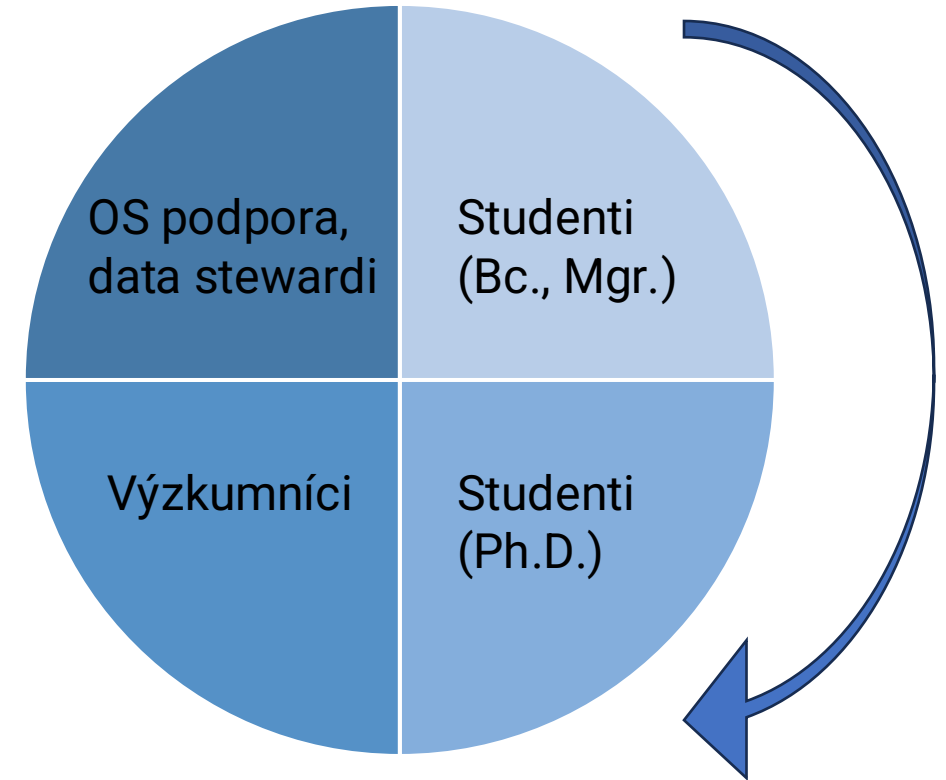 OS podpora,
data stewardi
Studenti
(Bc., Mgr.)
Výzkumníci
Studenti
(Ph.D.)